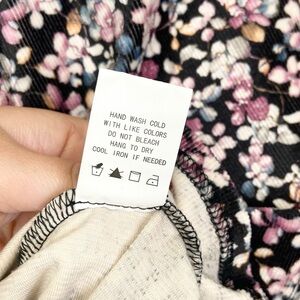 HAND WASH COLD
WITH LIKE COLORS
DO NOT BLEACH
HANG TO DRY
COOL IRON IF NEEDED